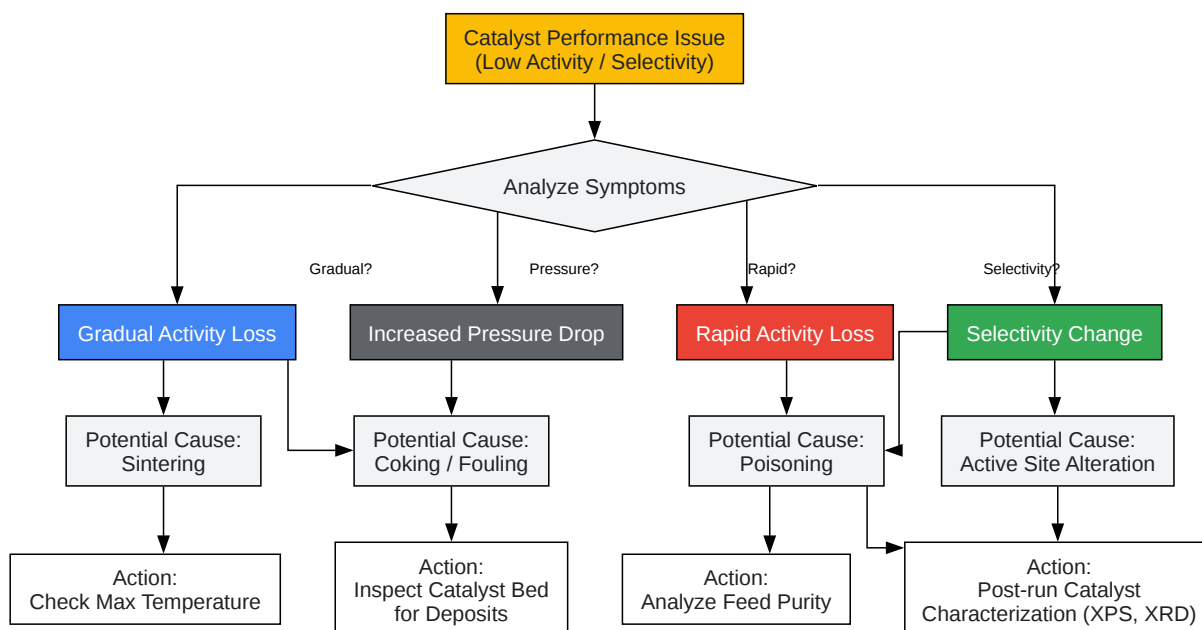 Catalyst Performance Issue
(Low Activity / Selectivity)
Analyze Symptoms
Gradual?
Pressure?
Rapid?
Selectivity?
Gradual Activity Loss
Increased Pressure Drop
Rapid Activity Loss
Selectivity Change
Potential Cause:
Sintering
Potential Cause:
Coking / Fouling
Potential Cause:
Poisoning
Potential Cause:
Active Site Alteration
Action:
Check Max Temperature
Action:
Inspect Catalyst Bed
for Deposits
Action:
Analyze Feed Purity
Action:
Post-run Catalyst
Characterization (XPS, XRD)